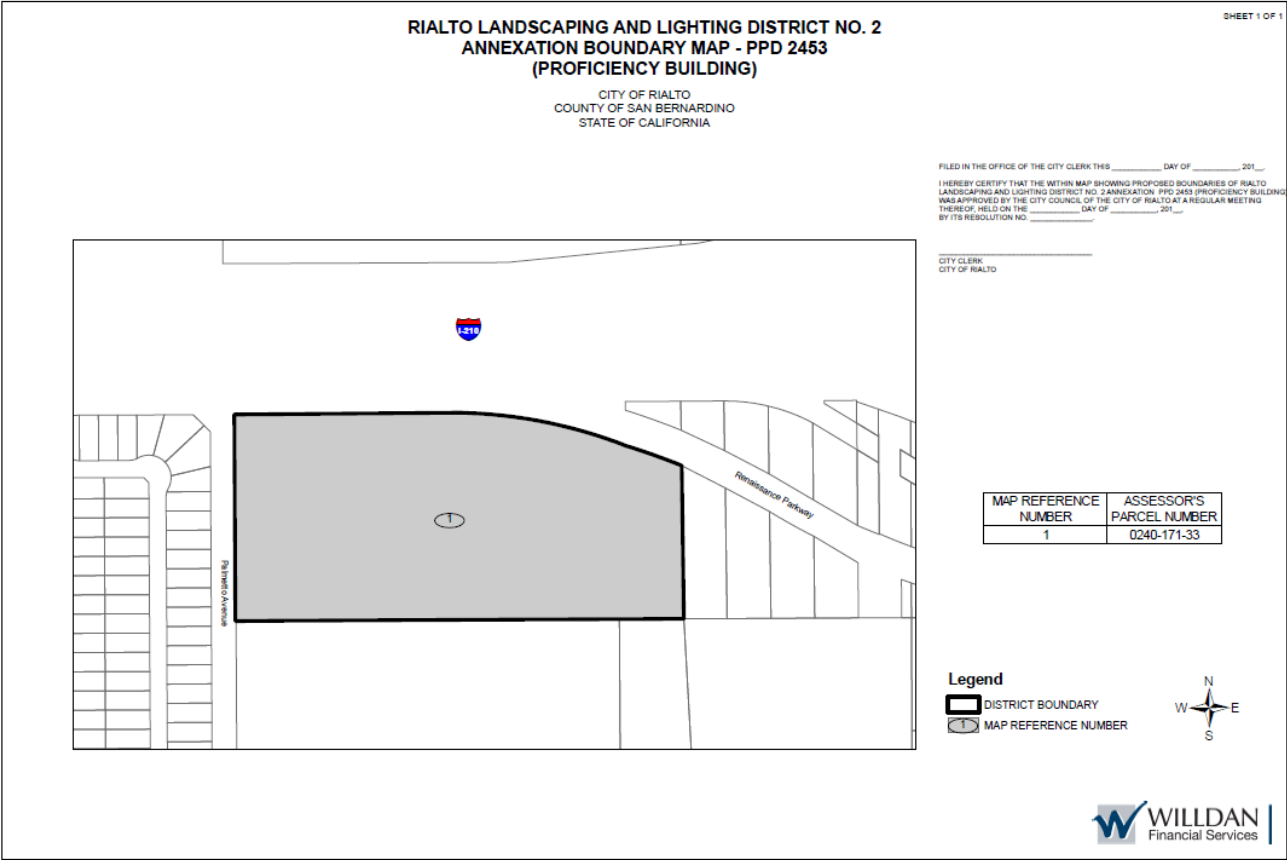 SHEET 1 OF 1
RIALTO LANDSCAPING AND LIGHTING DISTRICT NO. 2
ANNEXATION BOUNDARY MAP - PPD 2453
(PROFICIENCY BUILDING)
CITY OF RIALTO
COUNTY OF SAN BERNARDINO
STATE OF CALIFORNIA
FILED IN THE OFFICE OF THE CITY CLERK THIS ____________ DAY OF ___________, 201__.
I HEREBY CERTIFY THAT THE WITHIN MAP SHOWING PROPOSED BOUNDARIES OF RIALTO
LANDSCAPING AND LIGHTING DISTRICT NO. 2 ANNEXATION PPD 2453 (PROFICIENCY BUILDING)
WAS APPROVED BY THE CITY COUNCIL OF THE CITY OF RIALTO AT A REGULAR MEETING
THEREOF, HELD ON THE ____________ DAY OF ___________, 201__,
BY ITS RESOLUTION NO. _______________.
CITY CLERK
CITY OF RIALTO
I-210
Renaissance Parkway
1
Palmetto Avenue
MAP REFERENCE NUMBER ASSESSOR'S PARCEL NUMBER
1 0240-171-33
Legend
DISTRICT BOUNDARY
1 MAP REFERENCE NUMBER
N
W E
S
WILLDAN
Financial Services